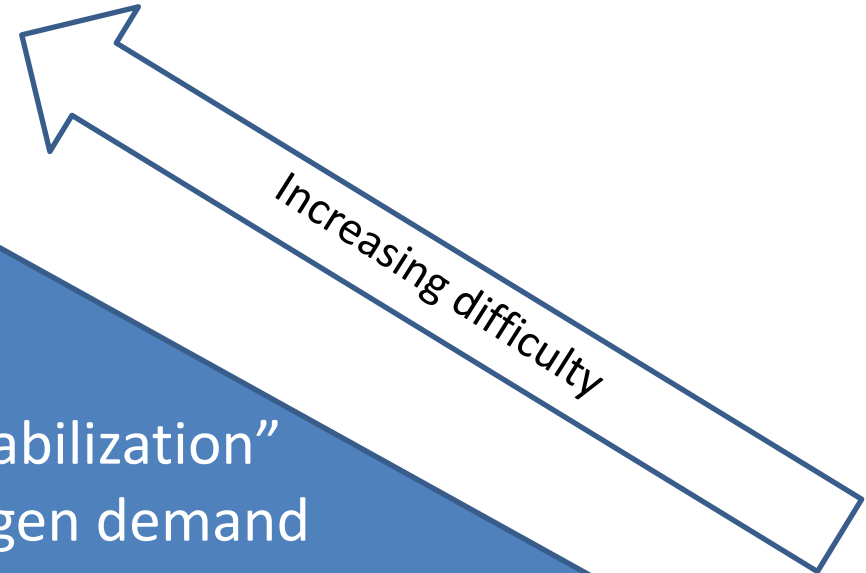 Increasing difficulty
abilization”
gen demand